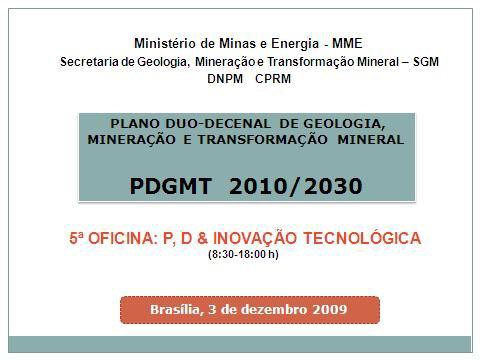 Ministério de Minas e Energia - MME
Secretaria de Geologia, Mineração e Transformação Mineral – SGM
DNPM CPRM
PLANO DUO-DECENAL DE GEOLOGIA,
MINERAÇÃO E TRANSFORMAÇÃO MINERAL
PDGMT 2010/2030
5ª OFICINA: P, D & INOVAÇÃO TECNOLÓGICA
(8:30-18:00 h)
Brasília, 3 de dezembro 2009